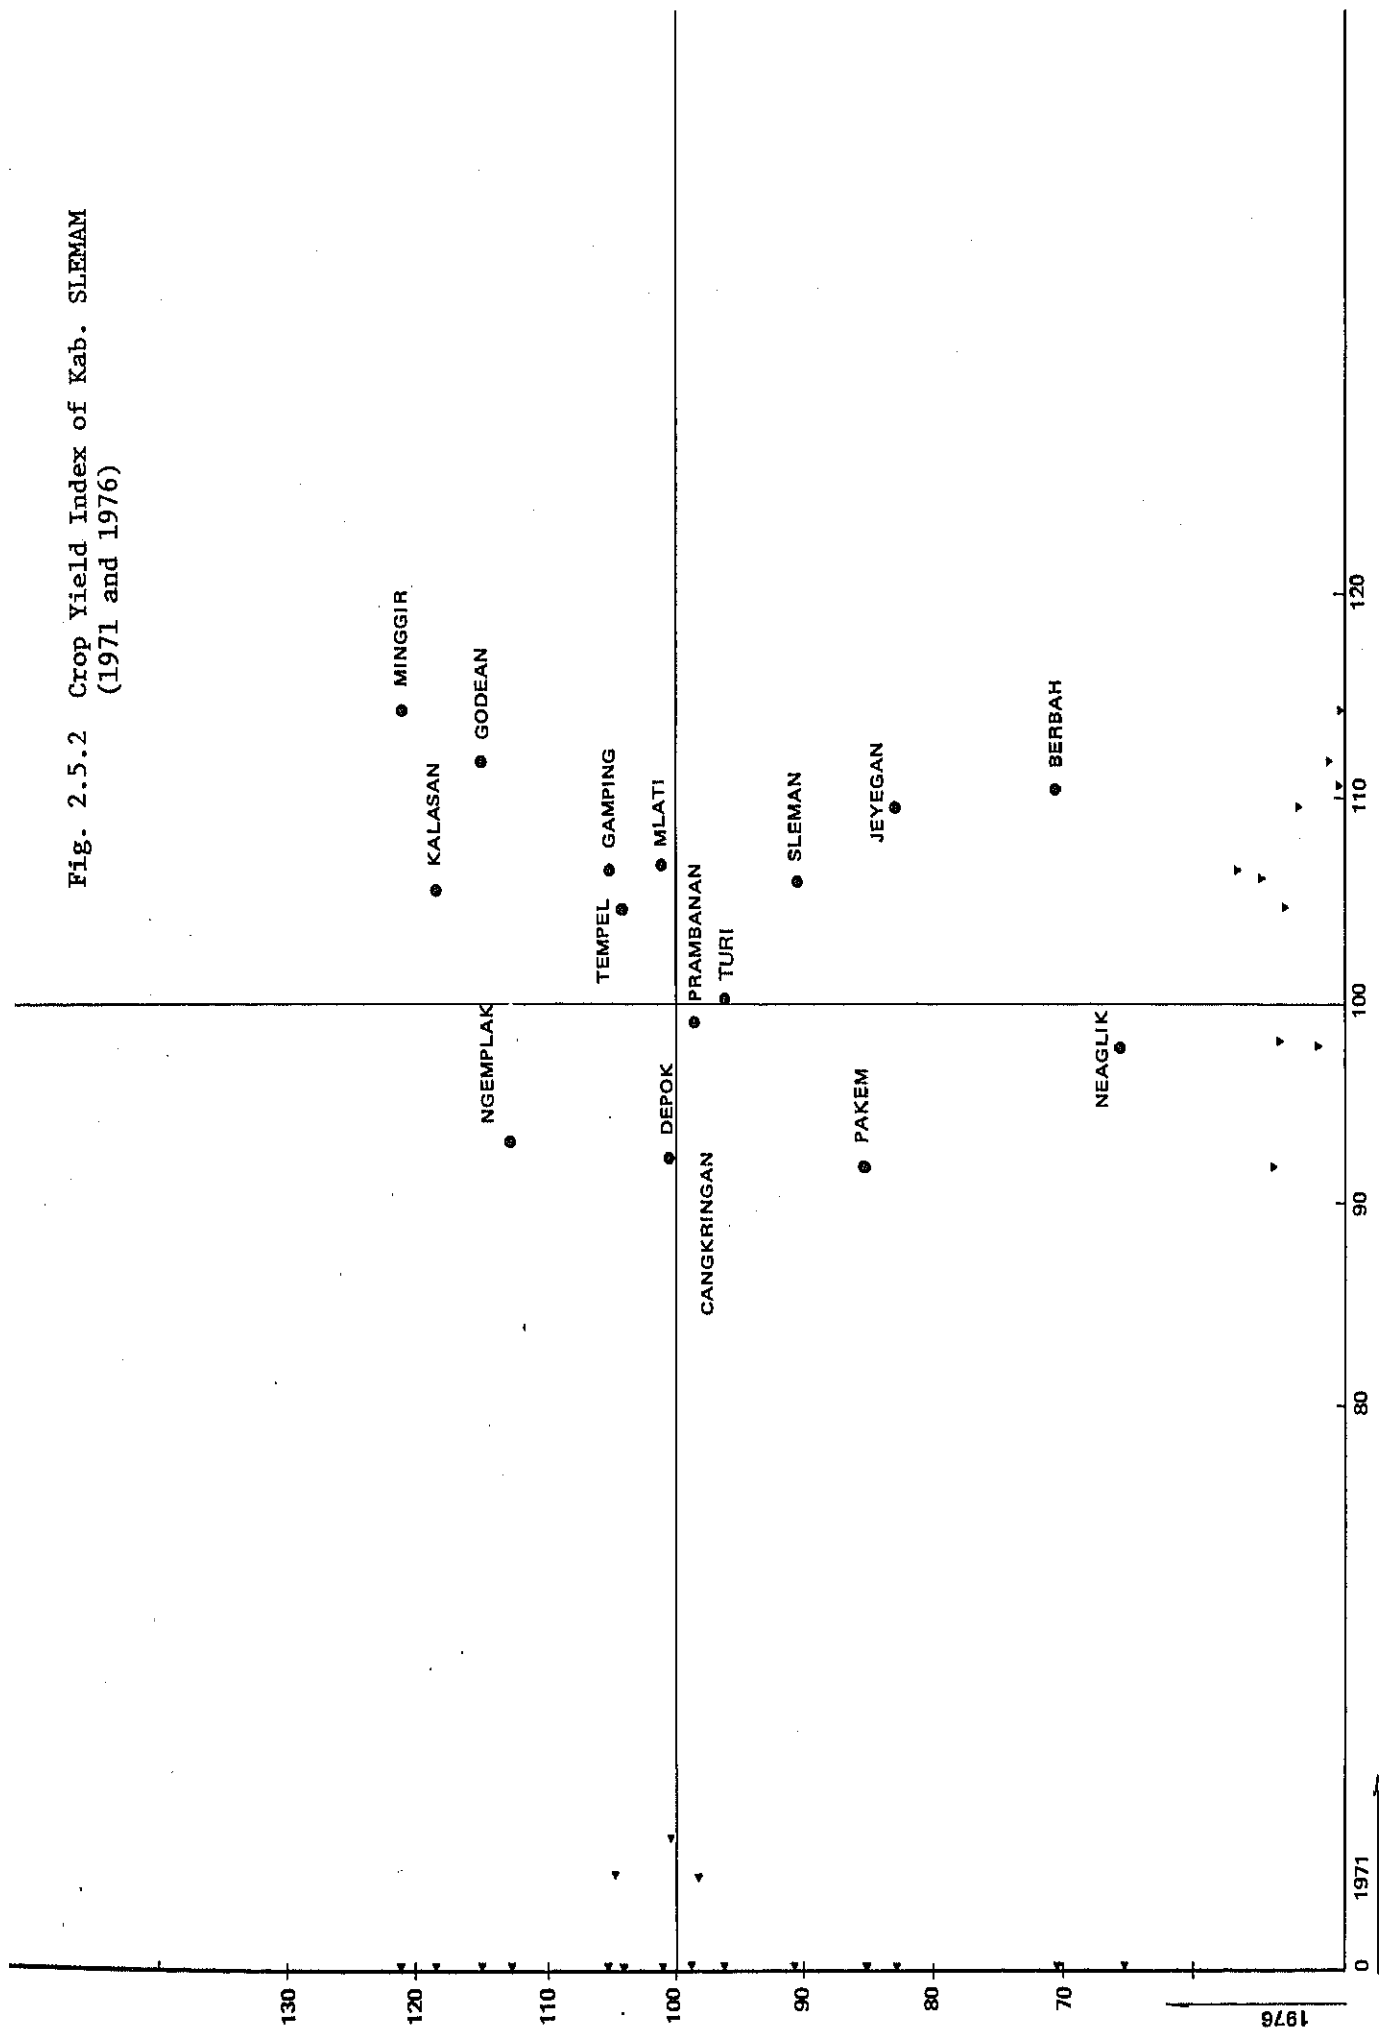 Fig. 2.5.2 Crop Yield Index of Kab. SLEMAM
(1971 and 1976)
MINGGIR
KALASAN
GODEAN
NGEMPLAK
TEMPEL
GAMPING
MLATI
DEPOK
PRAMBANAN
CANGKRINGAN
TURI
SLEMAN
PAKEM
JEYEGAN
BERBAH
NEAGLIK
130
120
110
100
90
80
70
1976
0
1971
80
90
100
110
120